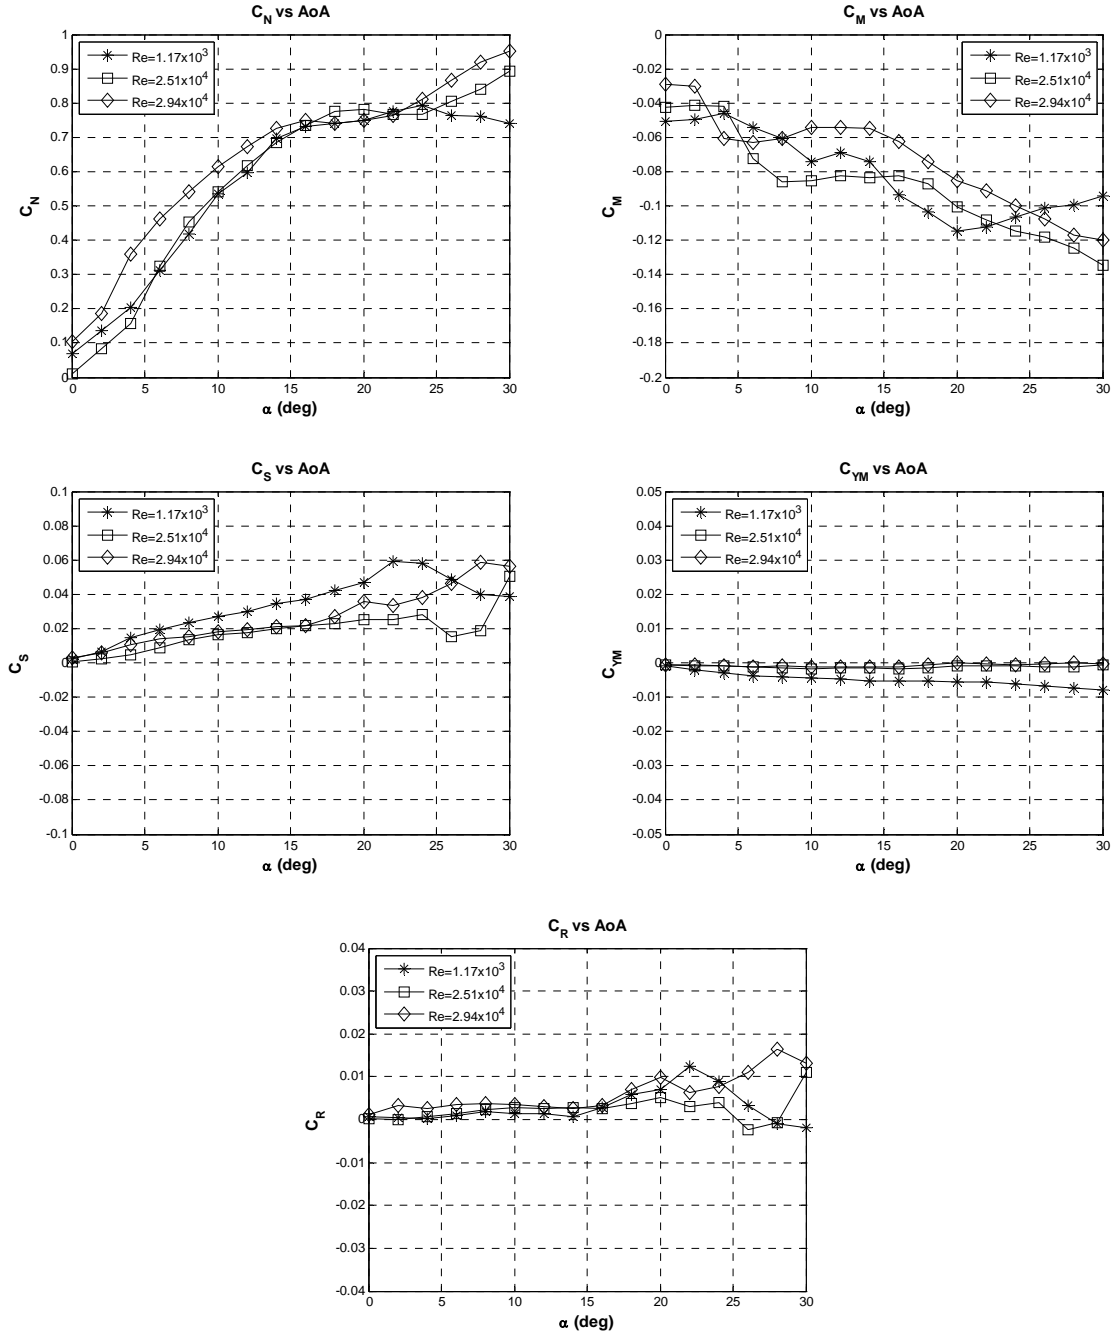 C_N vs AoA
1
0.9
0.8
0.7
0.6
0.5
0.4
0.3
0.2
0.1
0
C_N
Re=1.17x10^3
Re=2.51x10^4
Re=2.94x10^4
0 5 10 15 20 25 30
α (deg)
C_M vs AoA
0
-0.02
-0.04
-0.06
-0.08
-0.1
-0.12
-0.14
-0.16
-0.18
-0.2
C_M
Re=1.17x10^3
Re=2.51x10^4
Re=2.94x10^4
0 5 10 15 20 25 30
α (deg)
C_S vs AoA
0.1
0.08
0.06
0.04
0.02
0
-0.02
-0.04
-0.06
-0.08
-0.1
C_S
Re=1.17x10^3
Re=2.51x10^4
Re=2.94x10^4
0 5 10 15 20 25 30
α (deg)
C_YM vs AoA
0.05
0.04
0.03
0.02
0.01
0
-0.01
-0.02
-0.03
-0.04
-0.05
C_YM
Re=1.17x10^3
Re=2.51x10^4
Re=2.94x10^4
0 5 10 15 20 25 30
α (deg)
C_R vs AoA
0.04
0.03
0.02
0.01
0
-0.01
-0.02
-0.03
-0.04
C_R
Re=1.17x10^3
Re=2.51x10^4
Re=2.94x10^4
0 5 10 15 20 25 30
α (deg)